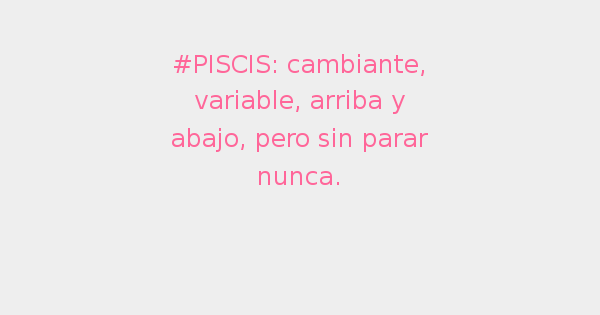 #PISCIS: cambiante,
variable, arriba y
abajo, pero sin parar
nunca.